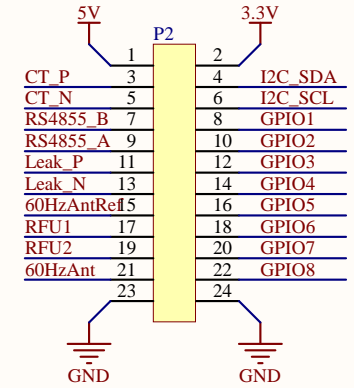 5V 3.3V
P2
1 2
CT_P 3 4 I2C_SDA
CT_N 5 6 I2C_SCL
RS4855_B 7 8 GPIO1
RS4855_A 9 10 GPIO2
Leak_P 11 12 GPIO3
Leak_N 13 14 GPIO4
60HzAntRef 15 16 GPIO5
RFU1 17 18 GPIO6
RFU2 19 20 GPIO7
60HzAnt 21 22 GPIO8
23 24
GND GND